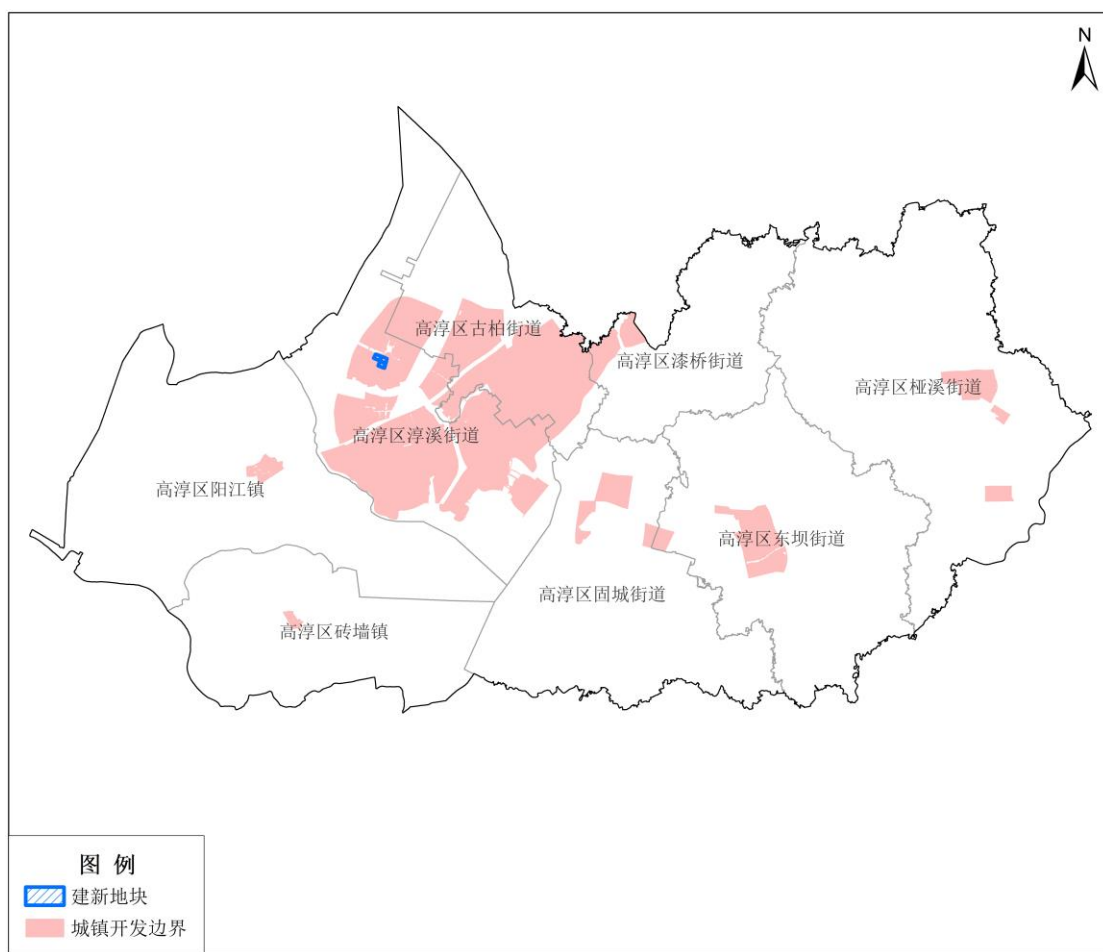 N
高淳区古柏街道
高淳区漆桥街道
高淳区桠溪街道
高淳区淳溪街道
高淳区阳江镇
高淳区东坝街道
高淳区固城街道
高淳区砖墙镇
图 例
建新地块
城镇开发边界